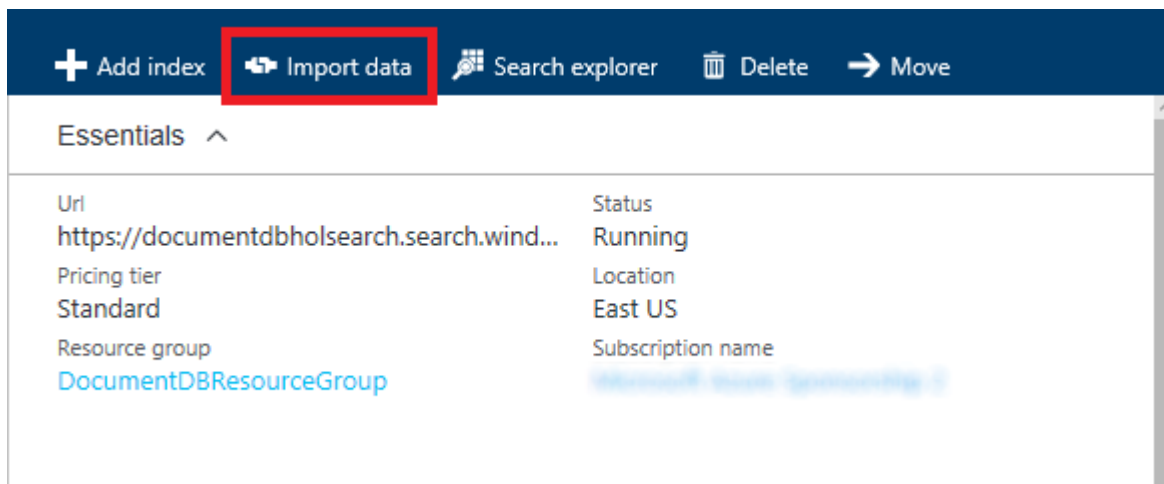 Add index Import data Search explorer Delete Move
Essentials
Url Status
https://documentdbholsearch.search.wind... Running
Pricing tier Location
Standard East US
Resource group Subscription name
DocumentDBResourceGroup